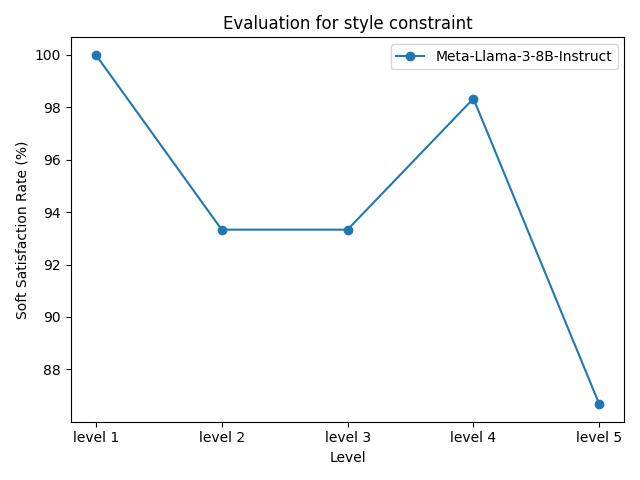 Evaluation for style constraint
Meta-Llama-3-8B-Instruct
Soft Satisfaction Rate (%)
100
98
96
94
92
90
88
level 1 level 2 level 3 level 4 level 5
Level